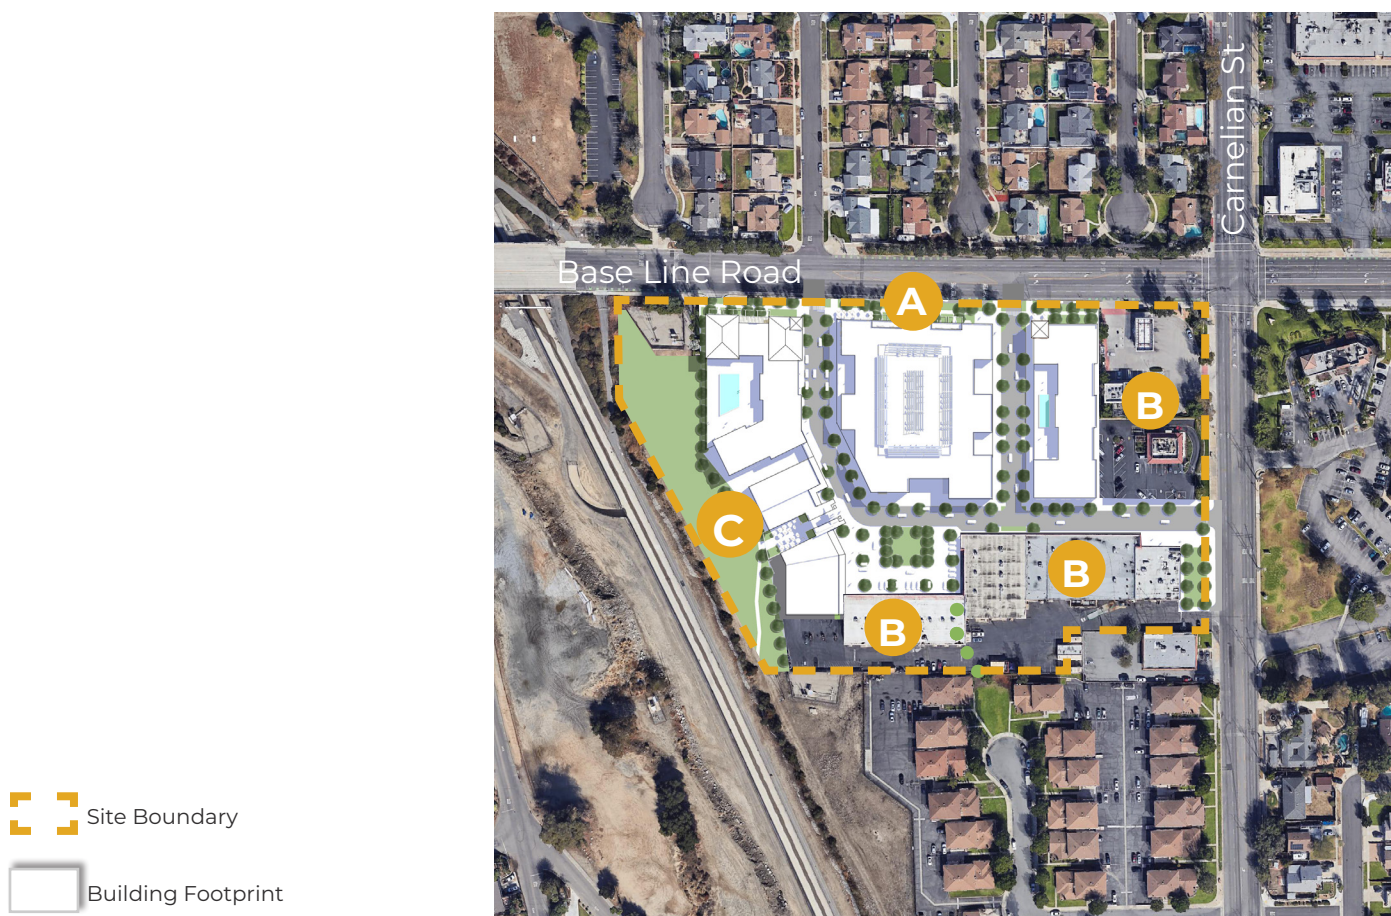 Carnelian St
Base Line Road
A
B
C
B
B
Site Boundary
Building Footprint